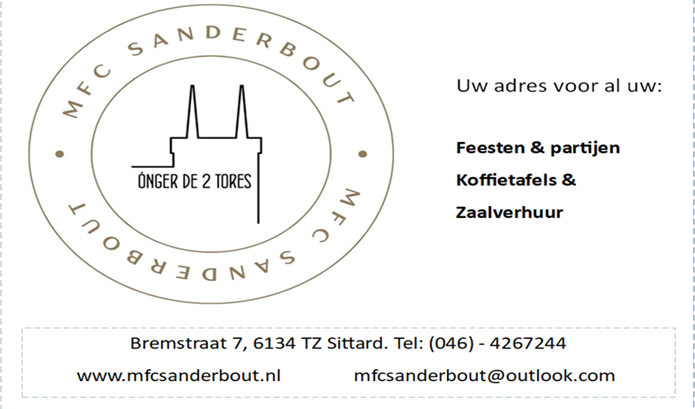 MFC SANDERBOUT
ÓNGER DE 2 TORES
MFC SANDERBOUT
Uw adres voor al uw:
Feesten & partijen
Koffietafels &
Zaalverhuur
Bremstraat 7, 6134 TZ Sittard. Tel: (046) - 4267244
www.mfcsanderbout.nl mfcsanderbout@outlook.com